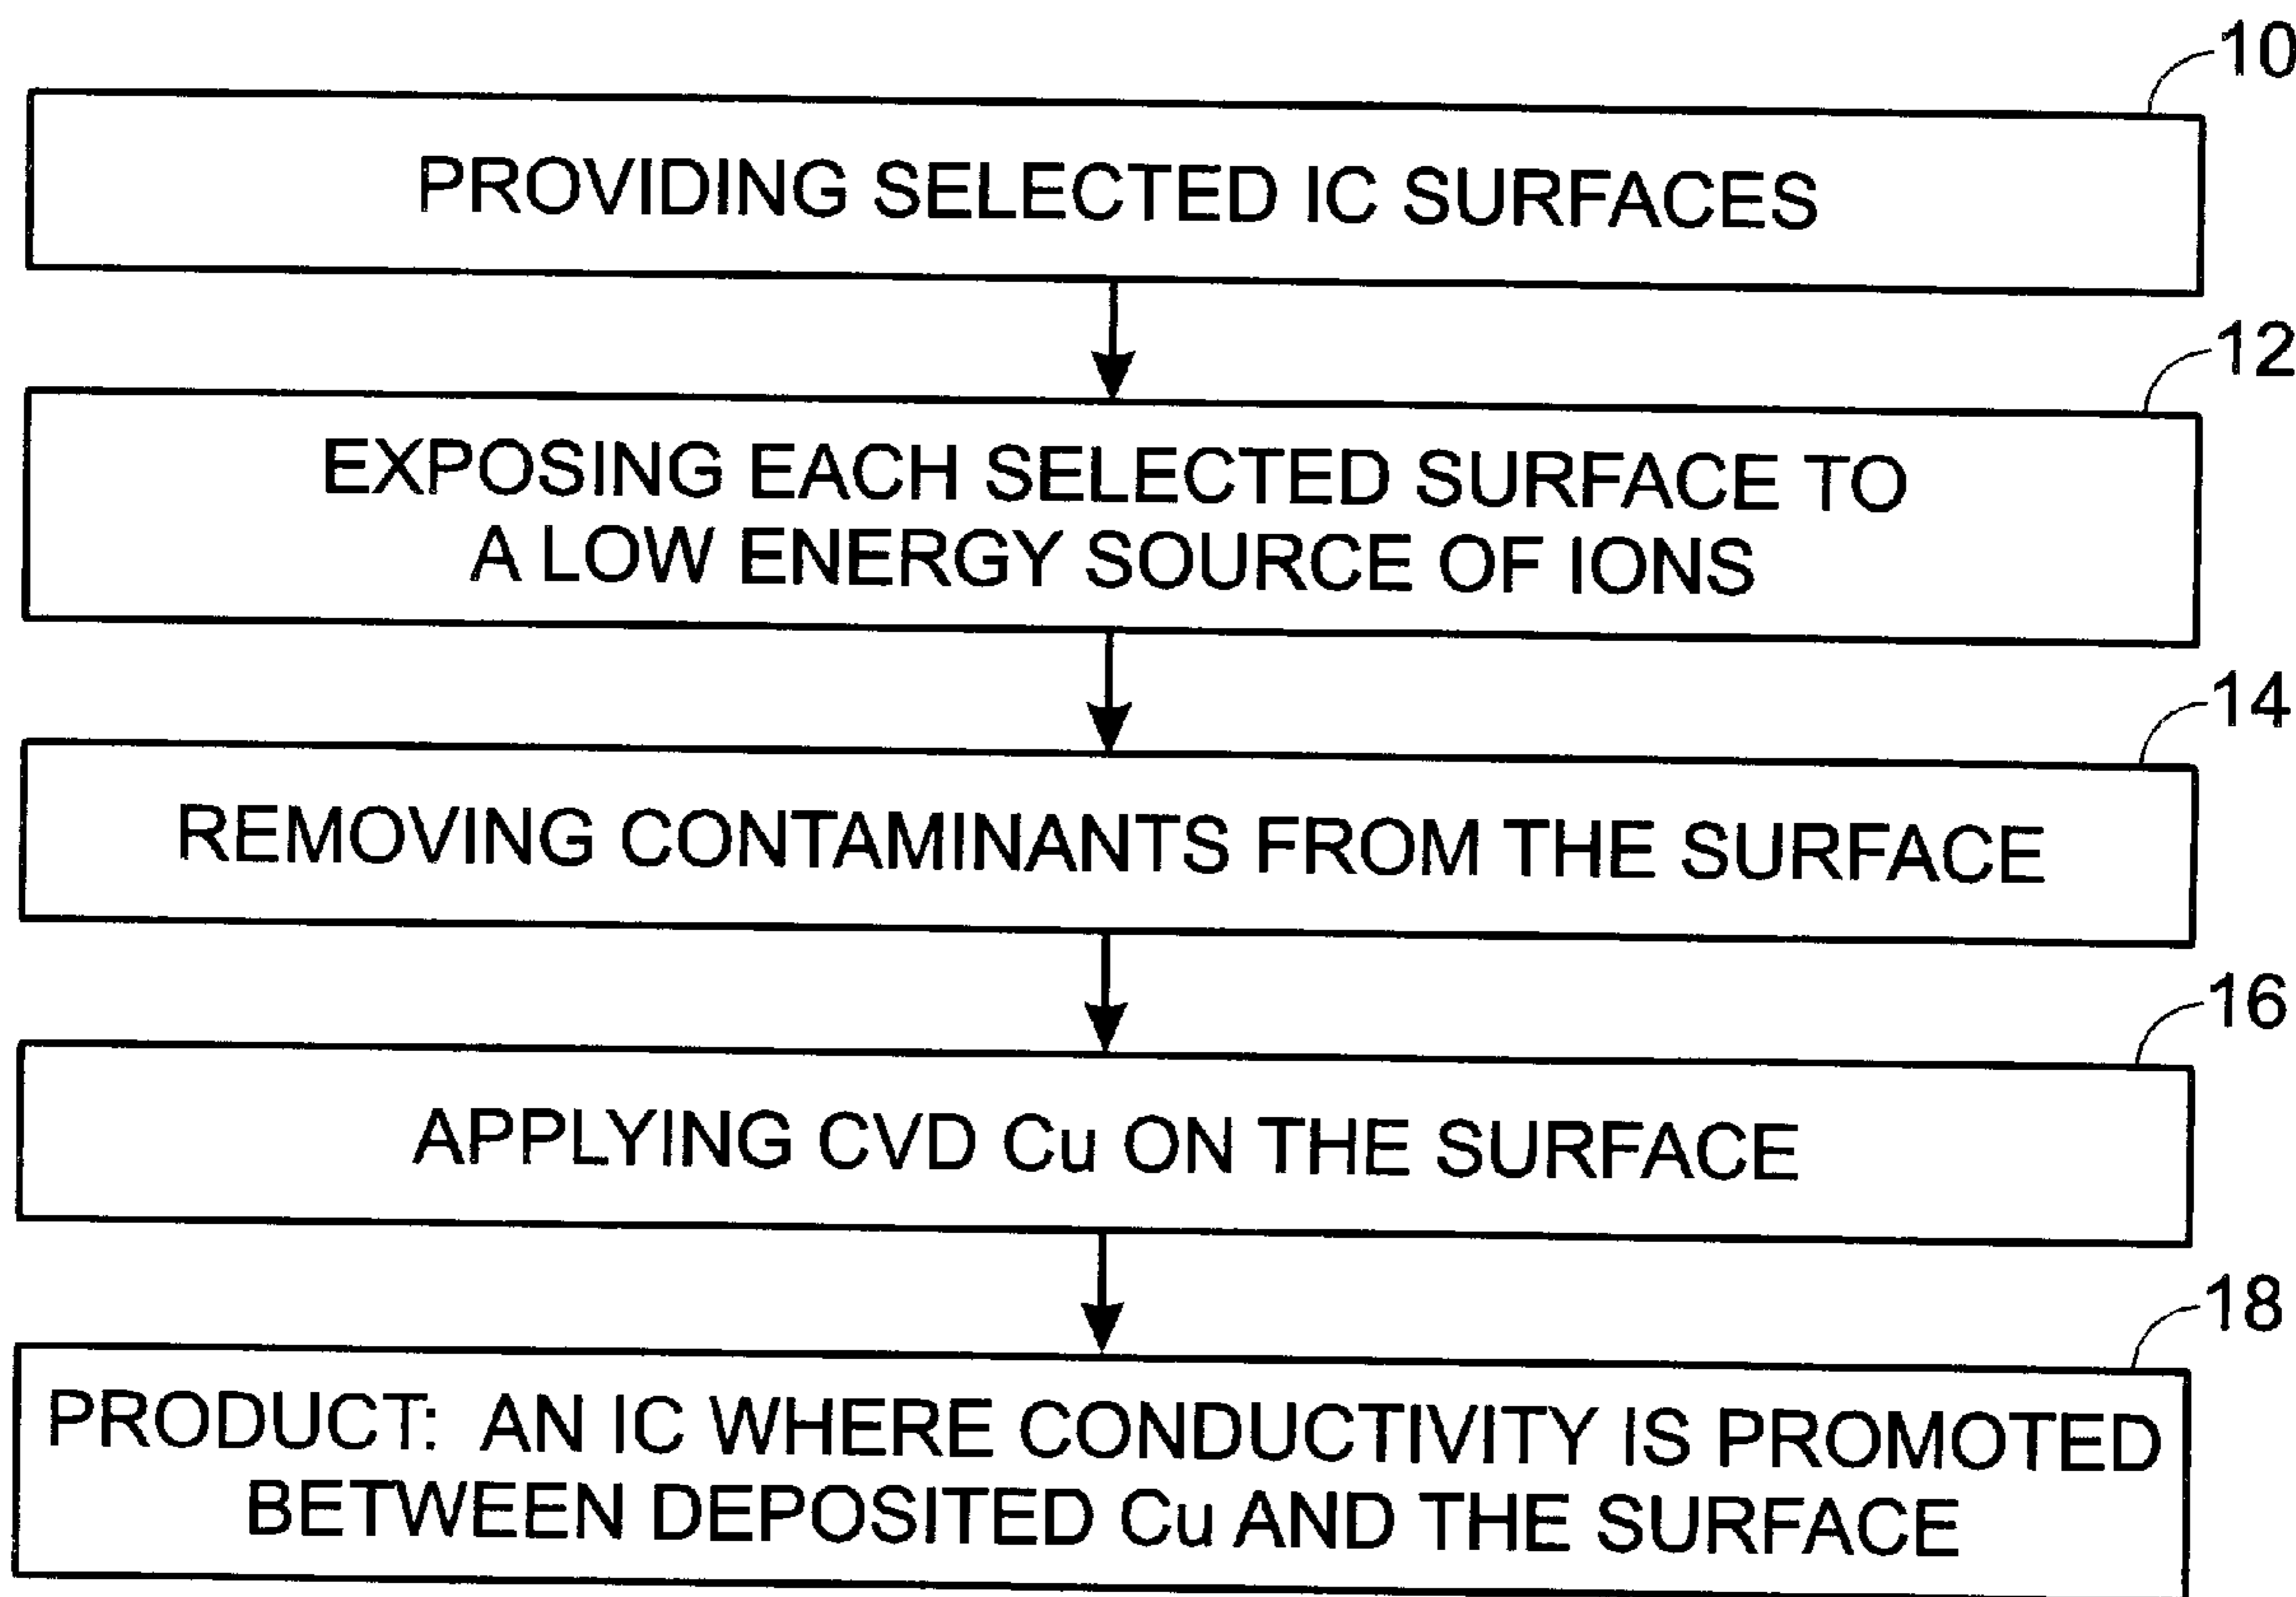 10
PROVIDING SELECTED IC SURFACES
12
EXPOSING EACH SELECTED SURFACE TO
A LOW ENERGY SOURCE OF IONS
14
REMOVING CONTAMINANTS FROM THE SURFACE
16
APPLYING CVD Cu ON THE SURFACE
18
PRODUCT: AN IC WHERE CONDUCTIVITY IS PROMOTED
BETWEEN DEPOSITED Cu AND THE SURFACE